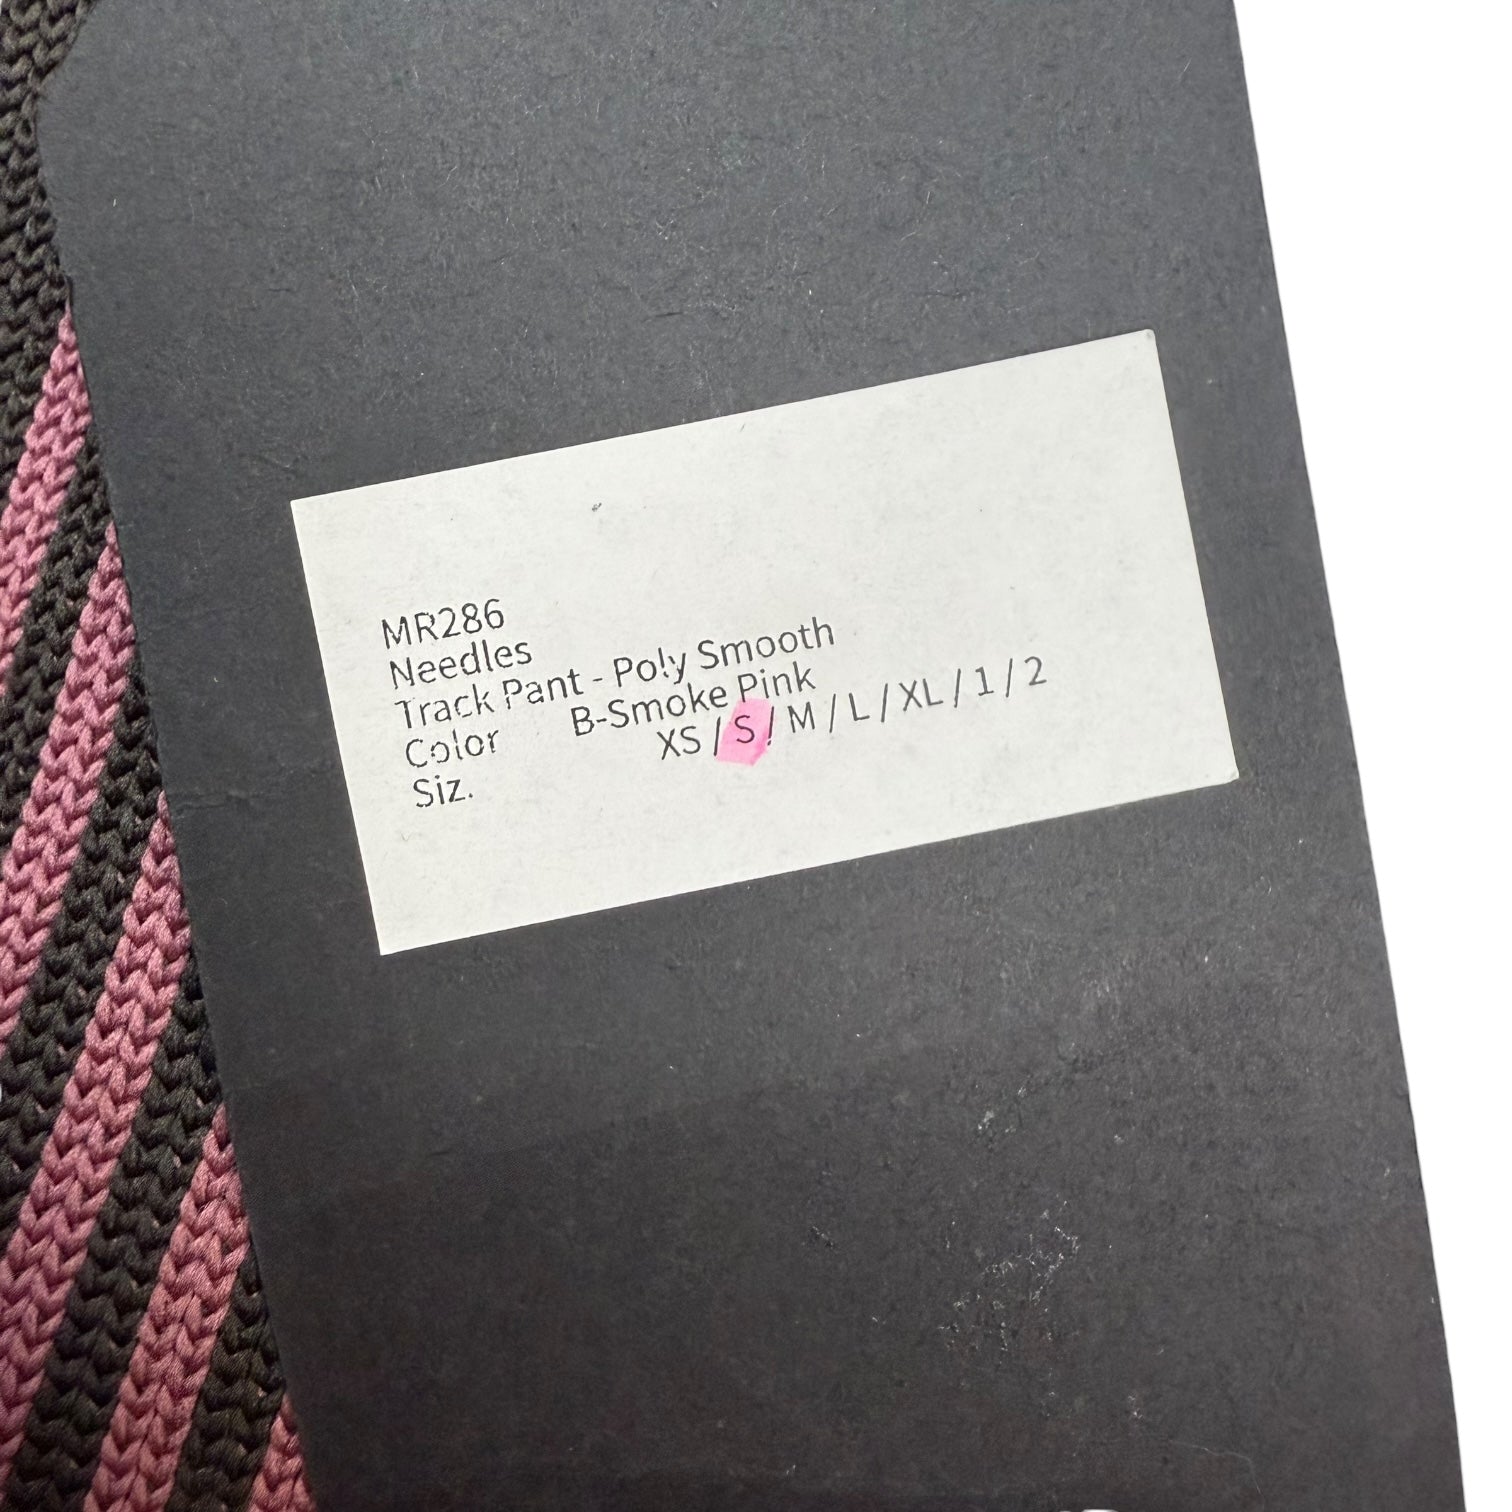 MR286
Needles
Track Pant - Poly Smooth
Color B-Smoke Pink
Siz. XS / S / M / L / XL / 1 / 2